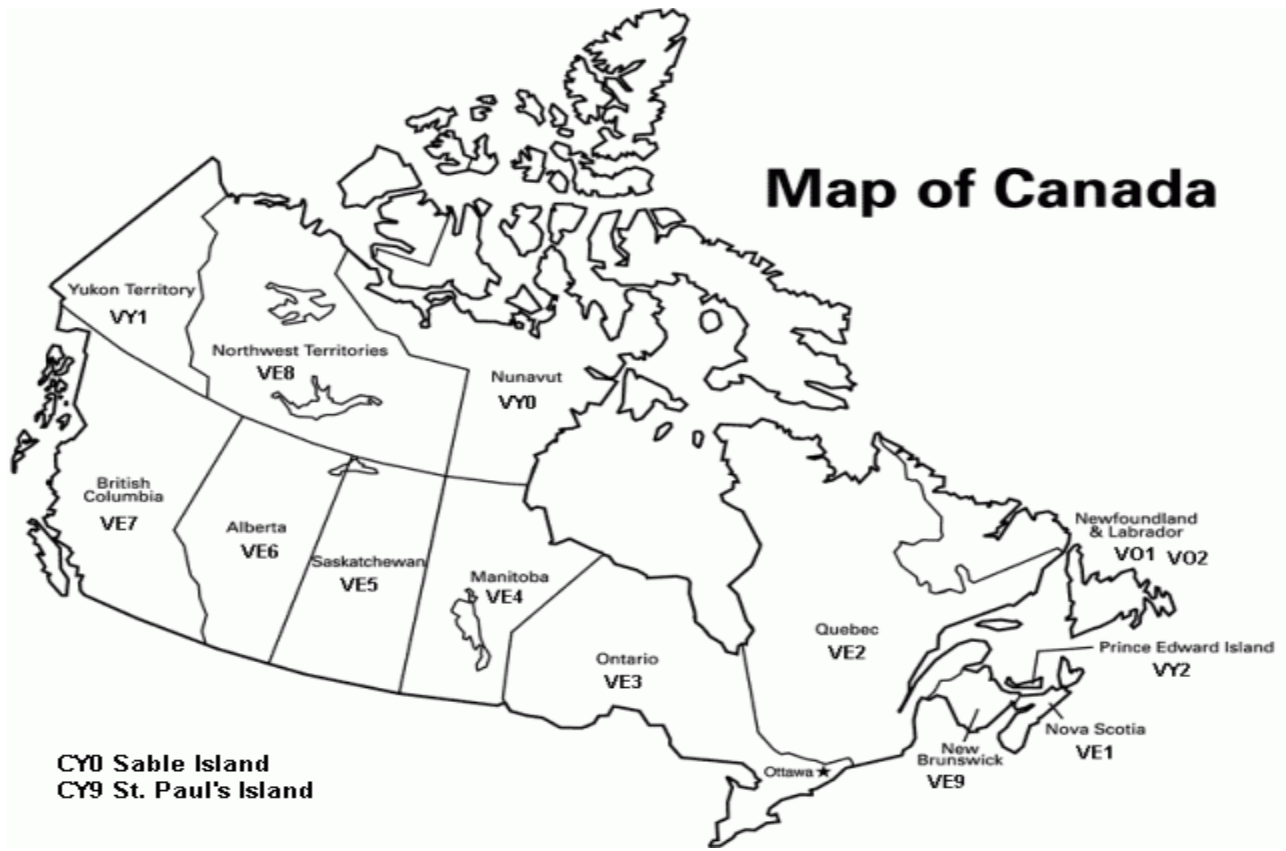 Map of Canada
Yukon Territory
VY1
Northwest Territories
VE8
Nunavut
VY0
British
Columbia
VE7
Alberta
VE6
Saskatchewan
VE5
Manitoba
VE4
Newfoundland
& Labrador
VO1 VO2
Ontario
VE3
Quebec
VE2
Prince Edward Island
VY2
Nova Scotia
VE1
New
Brunswick
VE9
Ottawa
CY0 Sable Island
CY9 St. Paul's Island